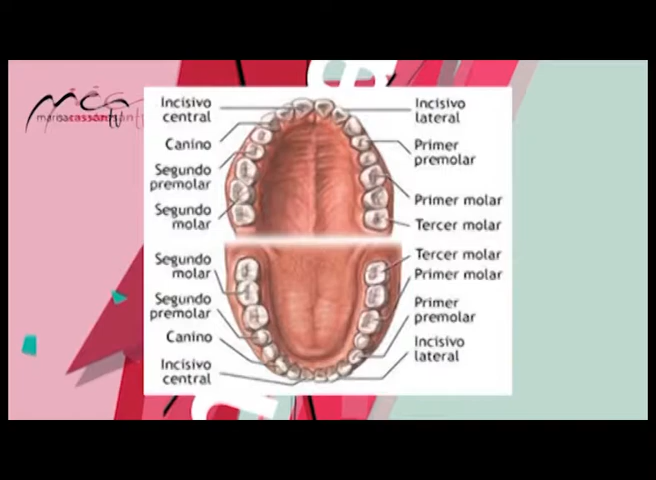 marisacassanitv
Incisivo
central
Incisivo
lateral
Canino
Primer
premolar
Segundo
premolar
Primer molar
Segundo
molar
Tercer molar
Segundo
molar
Tercer molar
Primer molar
Segundo
premolar
Primer
premolar
Canino
Incisivo
lateral
Incisivo
central